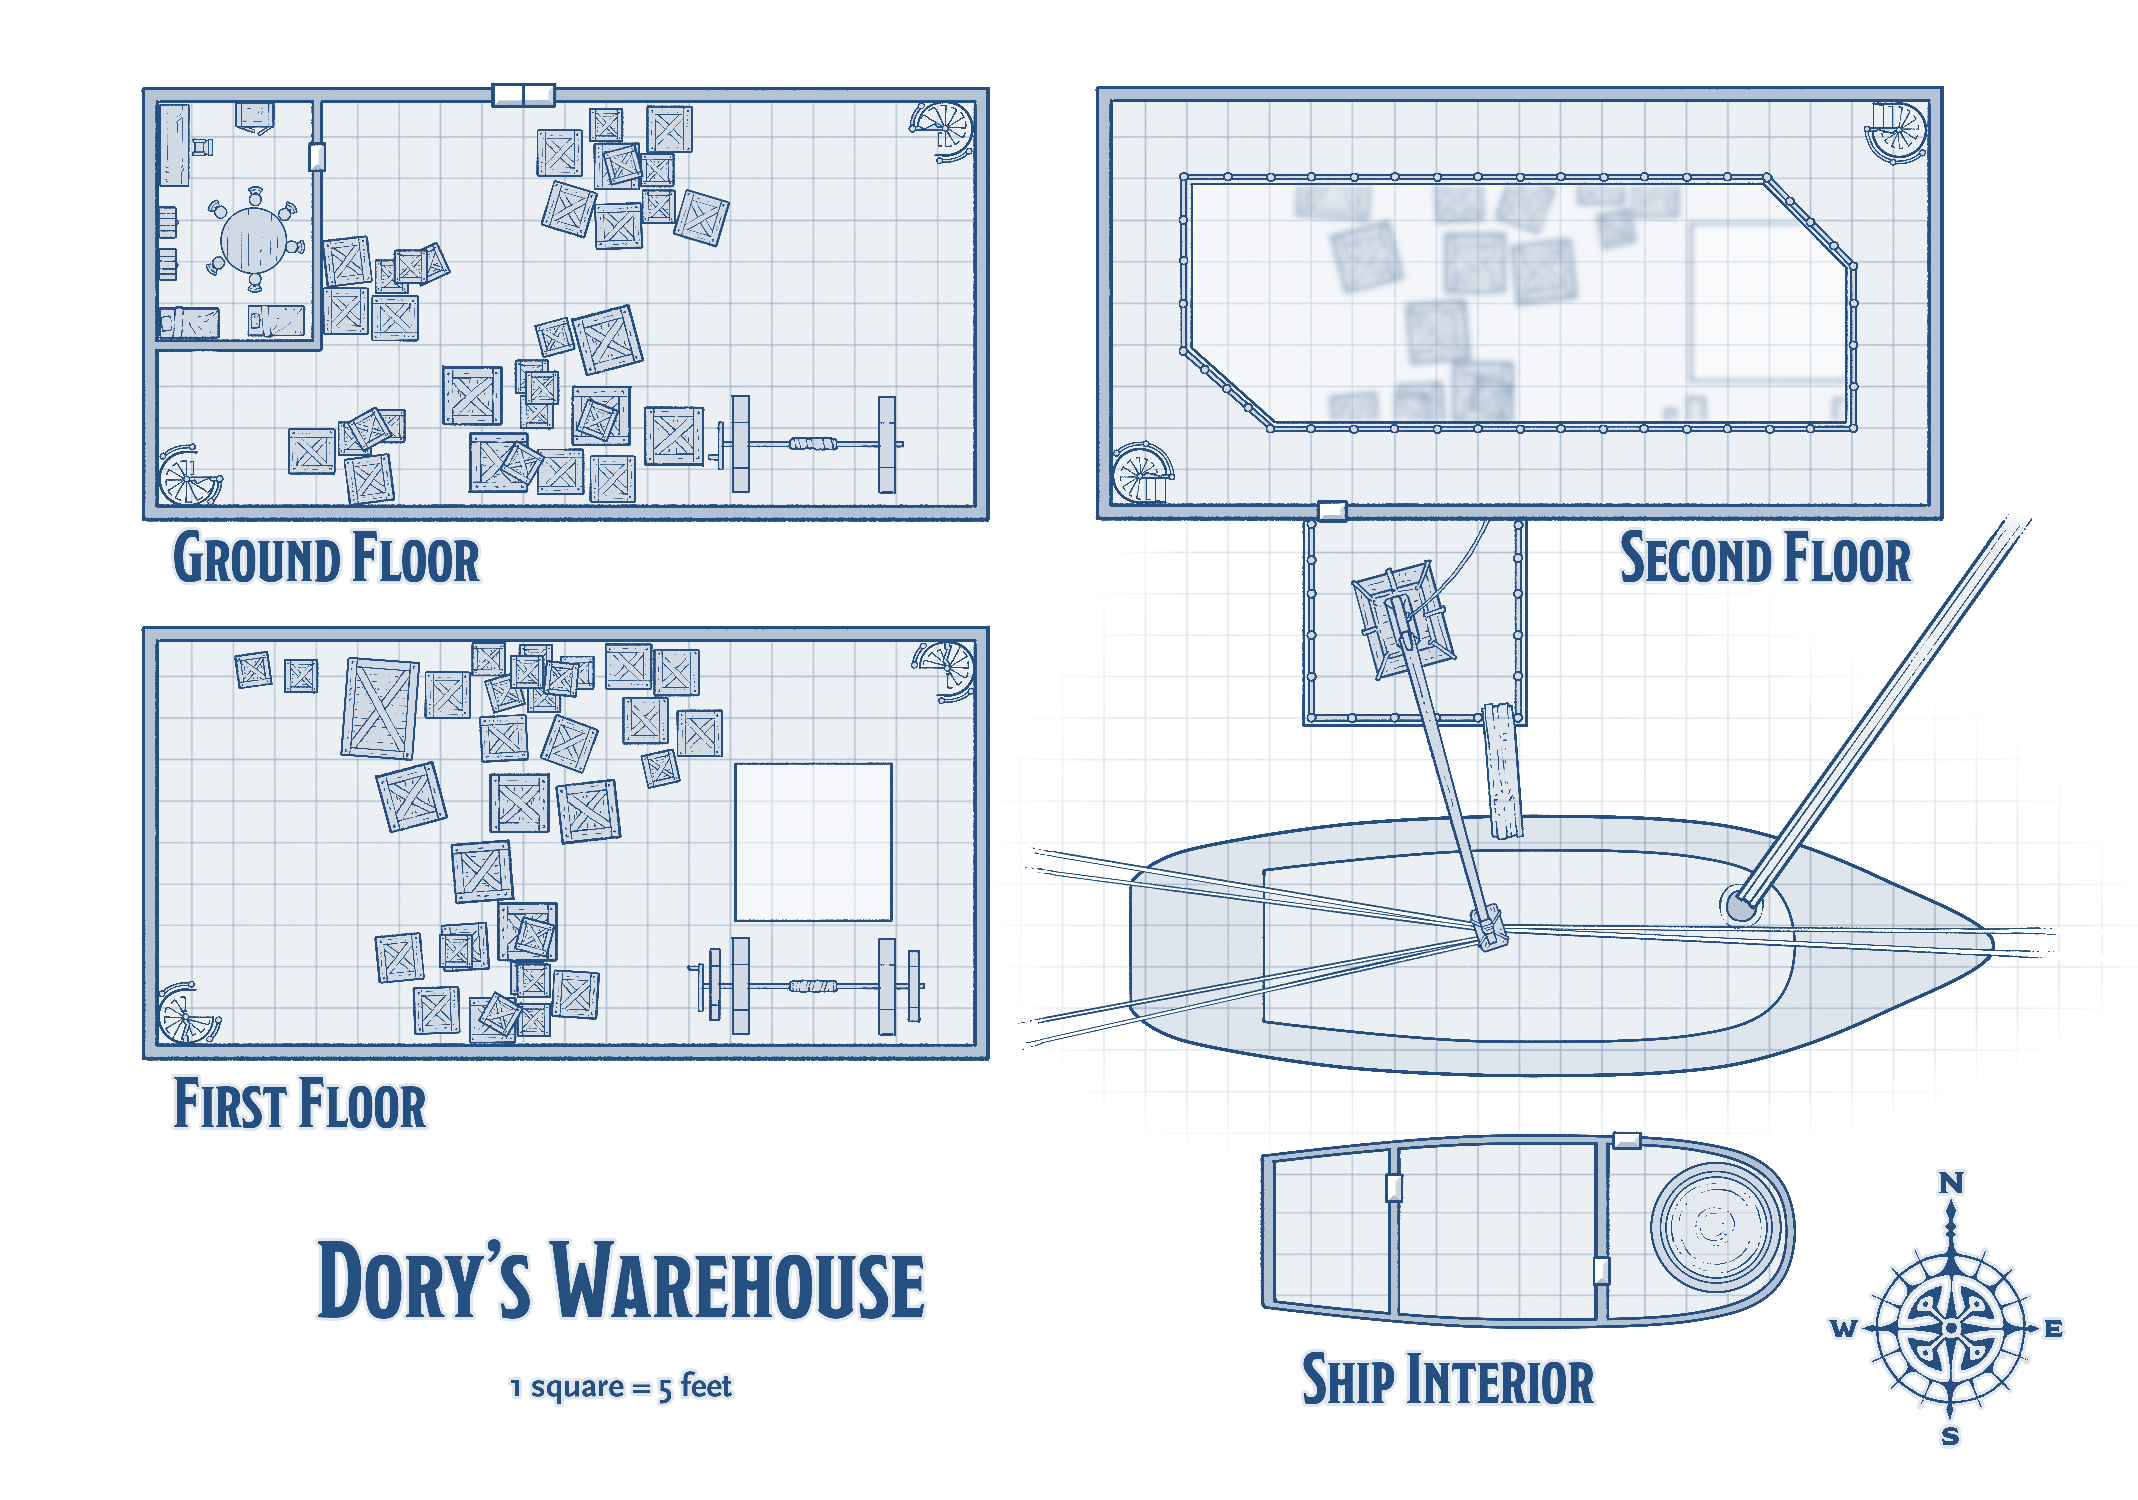 Ground Floor
Second Floor
First Floor
Dory's Warehouse
1 square = 5 feet
Ship Interior
N
W E
S